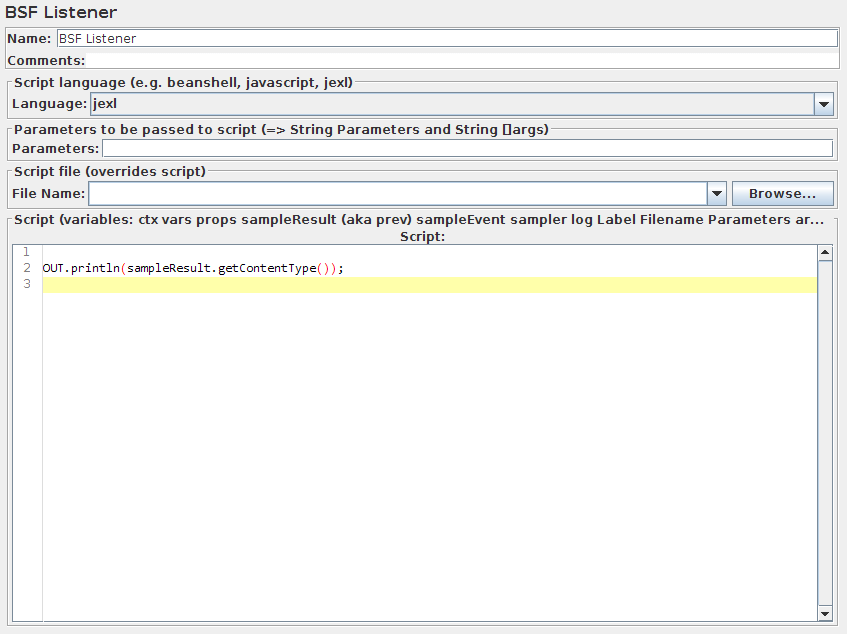 BSF Listener
Name: BSF Listener
Comments:
Script language (e.g. beanshell, javascript, jexl)
Language: jexl
Parameters to be passed to script (=> String Parameters and String []args)
Parameters:
Script file (overrides script)
File Name: Browse...
Script (variables: ctx vars props sampleResult (aka prev) sampleEvent sampler log Label Filename Parameters ar...
Script:
1
2 OUT.println(sampleResult.getContentType());
3